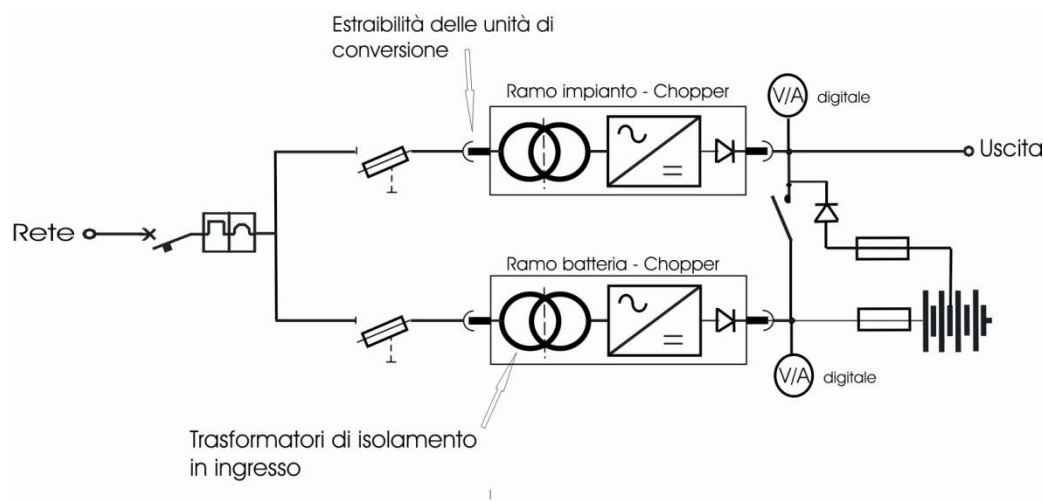 Estraibilità delle unità di
conversione
Ramo impianto - Chopper
V/A digitale
Uscita
Rete
Ramo batteria - Chopper
V/A digitale
Trasformatori di isolamento
in ingresso